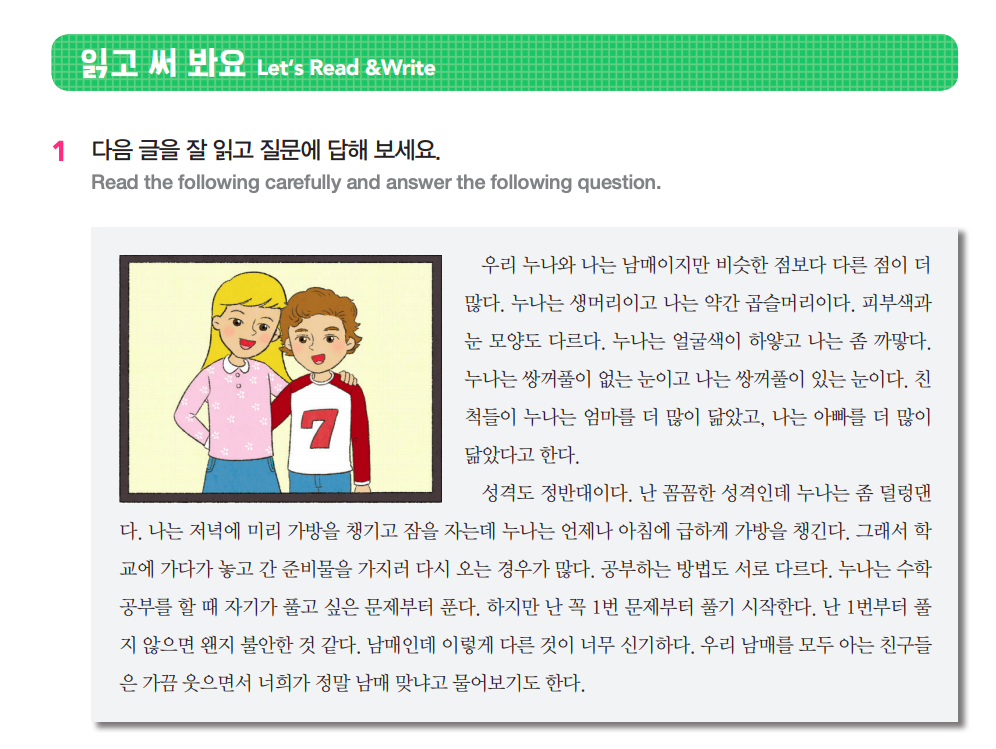 읽고 써 봐요 Let's Read &Write
1 다음 글을 잘 읽고 질문에 답해 보세요.
Read the following carefully and answer the following question.
우리 누나와 나는 남매이지만 비슷한 점보다 다른 점이 더
많다. 누나는 생머리이고 나는 약간 곱슬머리이다. 피부색과
눈 모양도 다르다. 누나는 얼굴색이 하얗고 나는 좀 까맣다.
누나는 쌍꺼풀이 없는 눈이고 나는 쌍꺼풀이 있는 눈이다. 친
척들이 누나는 엄마를 더 많이 닮았고, 나는 아빠를 더 많이
닮았다고 한다.
7
성격도 정반대이다. 난 꼼꼼한 성격인데 누나는 좀 덜렁댄
다. 나는 저녁에 미리 가방을 챙기고 잠을 자는데 누나는 언제나 아침에 급하게 가방을 챙긴다. 그래서 학
교에 가다가 놓고 간 준비물을 가지러 다시 오는 경우가 많다. 공부하는 방법도 서로 다르다. 누나는 수학
공부를 할 때 자기가 풀고 싶은 문제부터 푼다. 하지만 난 꼭 1번 문제부터 풀기 시작한다. 난 1번부터 풀
지 않으면 왠지 불안한 것 같다. 남매인데 이렇게 다른 것이 너무 신기하다. 우리 남매를 모두 아는 친구들
은 가끔 웃으면서 너희가 정말 남매 맞냐고 물어보기도 한다.